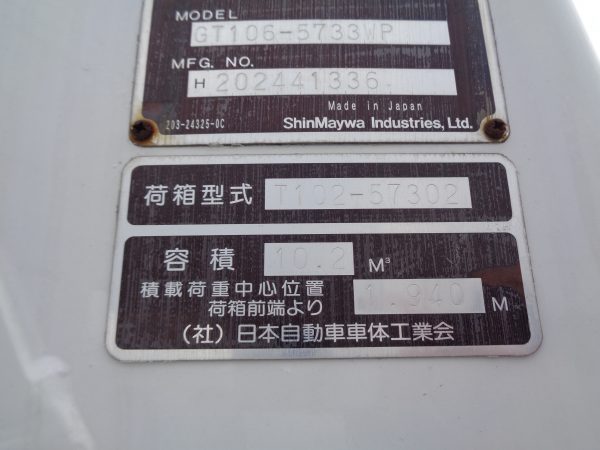 MODEL
GT106-5733WP
MFG. NO.
H 202441336
Made in Japan
Z03-24325-0C ShinMaywa Industries, Ltd.
荷箱型式 T102-57302
容積 10.2 M³
積載荷重中心位置
荷箱前端より 1.940 M
(社) 日本自動車車体工業会